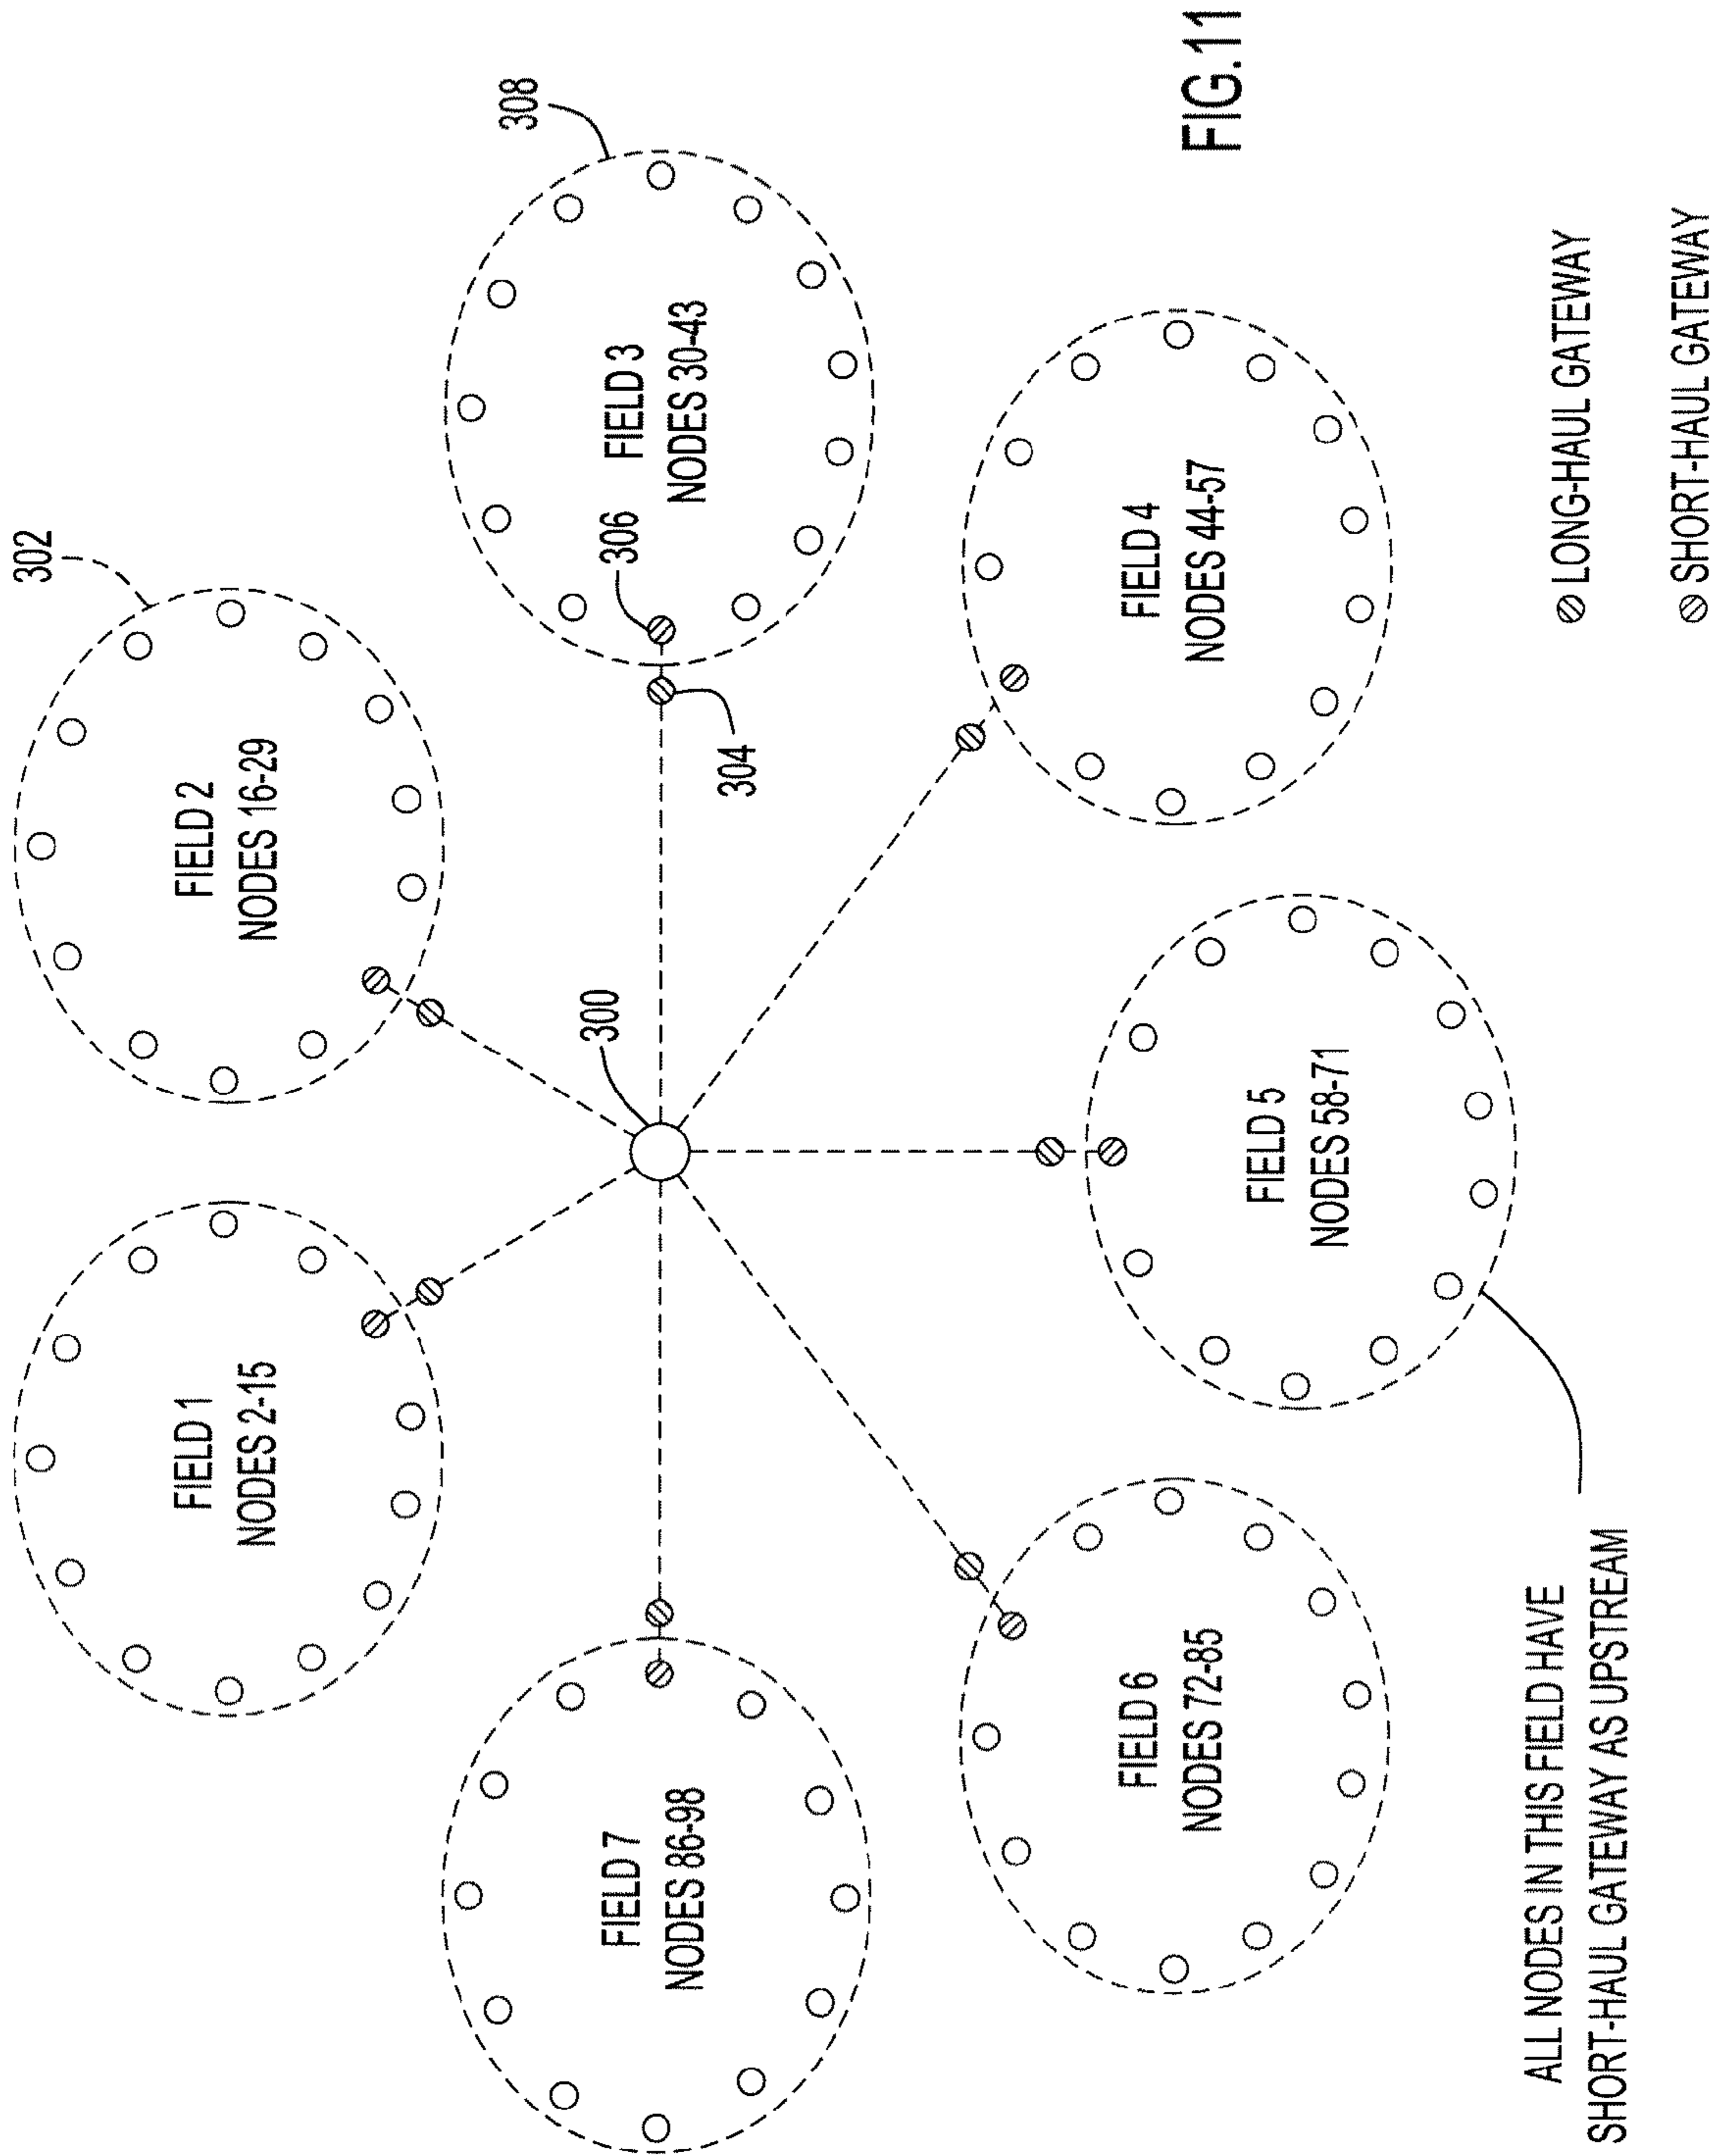 302
308
FIELD 1
NODES 2-15
FIELD 2
NODES 16-29
FIELD 7
NODES 86-98
300
304
306
FIELD 3
NODES 30-43
FIELD 6
NODES 72-85
FIELD 5
NODES 58-71
FIELD 4
NODES 44-57
FIG.11
ALL NODES IN THIS FIELD HAVE
SHORT-HAUL GATEWAY AS UPSTREAM
LONG-HAUL GATEWAY
SHORT-HAUL GATEWAY